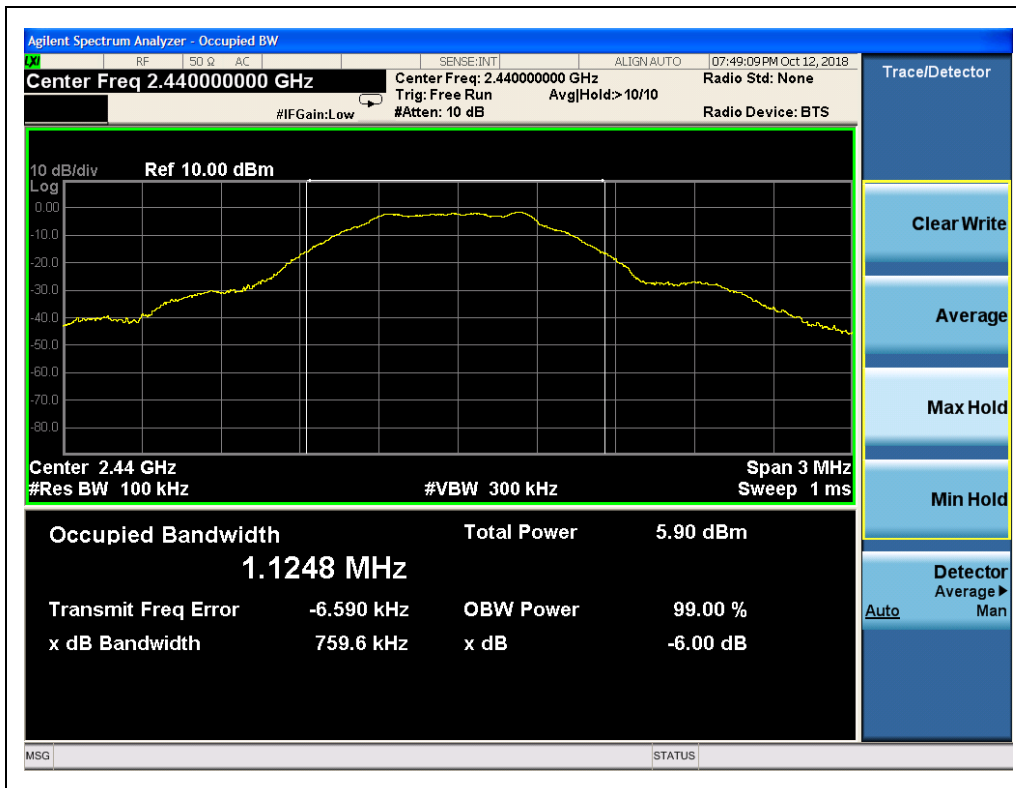 Agilent Spectrum Analyzer - Occupied BW
LXI RF 50 Ω AC SENSE:INT ALIGN AUTO 07:49:09 PM Oct 12, 2018
Center Freq 2.440000000 GHz
Center Freq: 2.440000000 GHz
Radio Std: None
Trig: Free Run Avg|Hold:> 10/10
#IFGain:Low
#Atten: 10 dB
Radio Device: BTS
10 dB/div Ref 10.00 dBm
Log
0.00
-10.0
-20.0
-30.0
-40.0
-50.0
-60.0
-70.0
-80.0
Center 2.44 GHz Span 3 MHz
#Res BW 100 kHz #VBW 300 kHz Sweep 1 ms
Occupied Bandwidth
1.1248 MHz
Total Power 5.90 dBm
Transmit Freq Error -6.590 kHz OBW Power 99.00 %
x dB Bandwidth 759.6 kHz x dB -6.00 dB
MSG STATUS
Trace/Detector
Clear Write
Average
Max Hold
Min Hold
Detector
Average▶
Auto Man